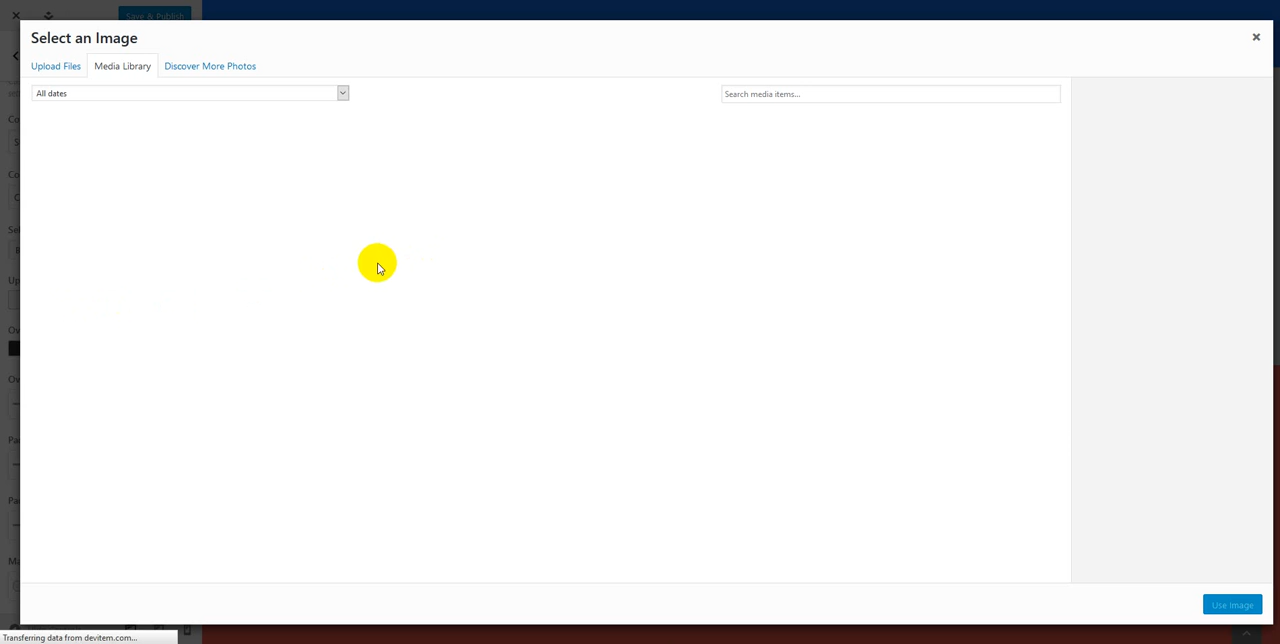 Save & Publish
Select an Image
Upload Files Media Library Discover More Photos
All dates
Search media items...
Use Image
Transferring data from devitem.com...